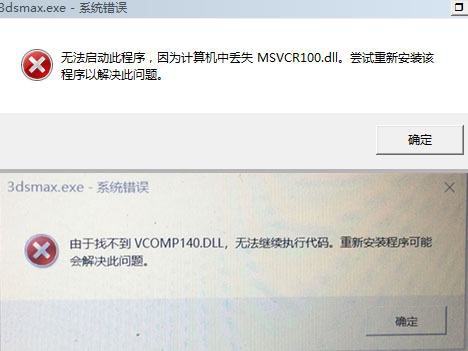 3dsmax.exe - 系统错误
无法启动此程序，因为计算机中丢失 MSVCR100.dll。尝试重新安装该
程序以解决此问题。
确定
3dsmax.exe - 系统错误
由于找不到 VCOMP140.DLL，无法继续执行代码。重新安装程序可能
会解决此问题。
确定